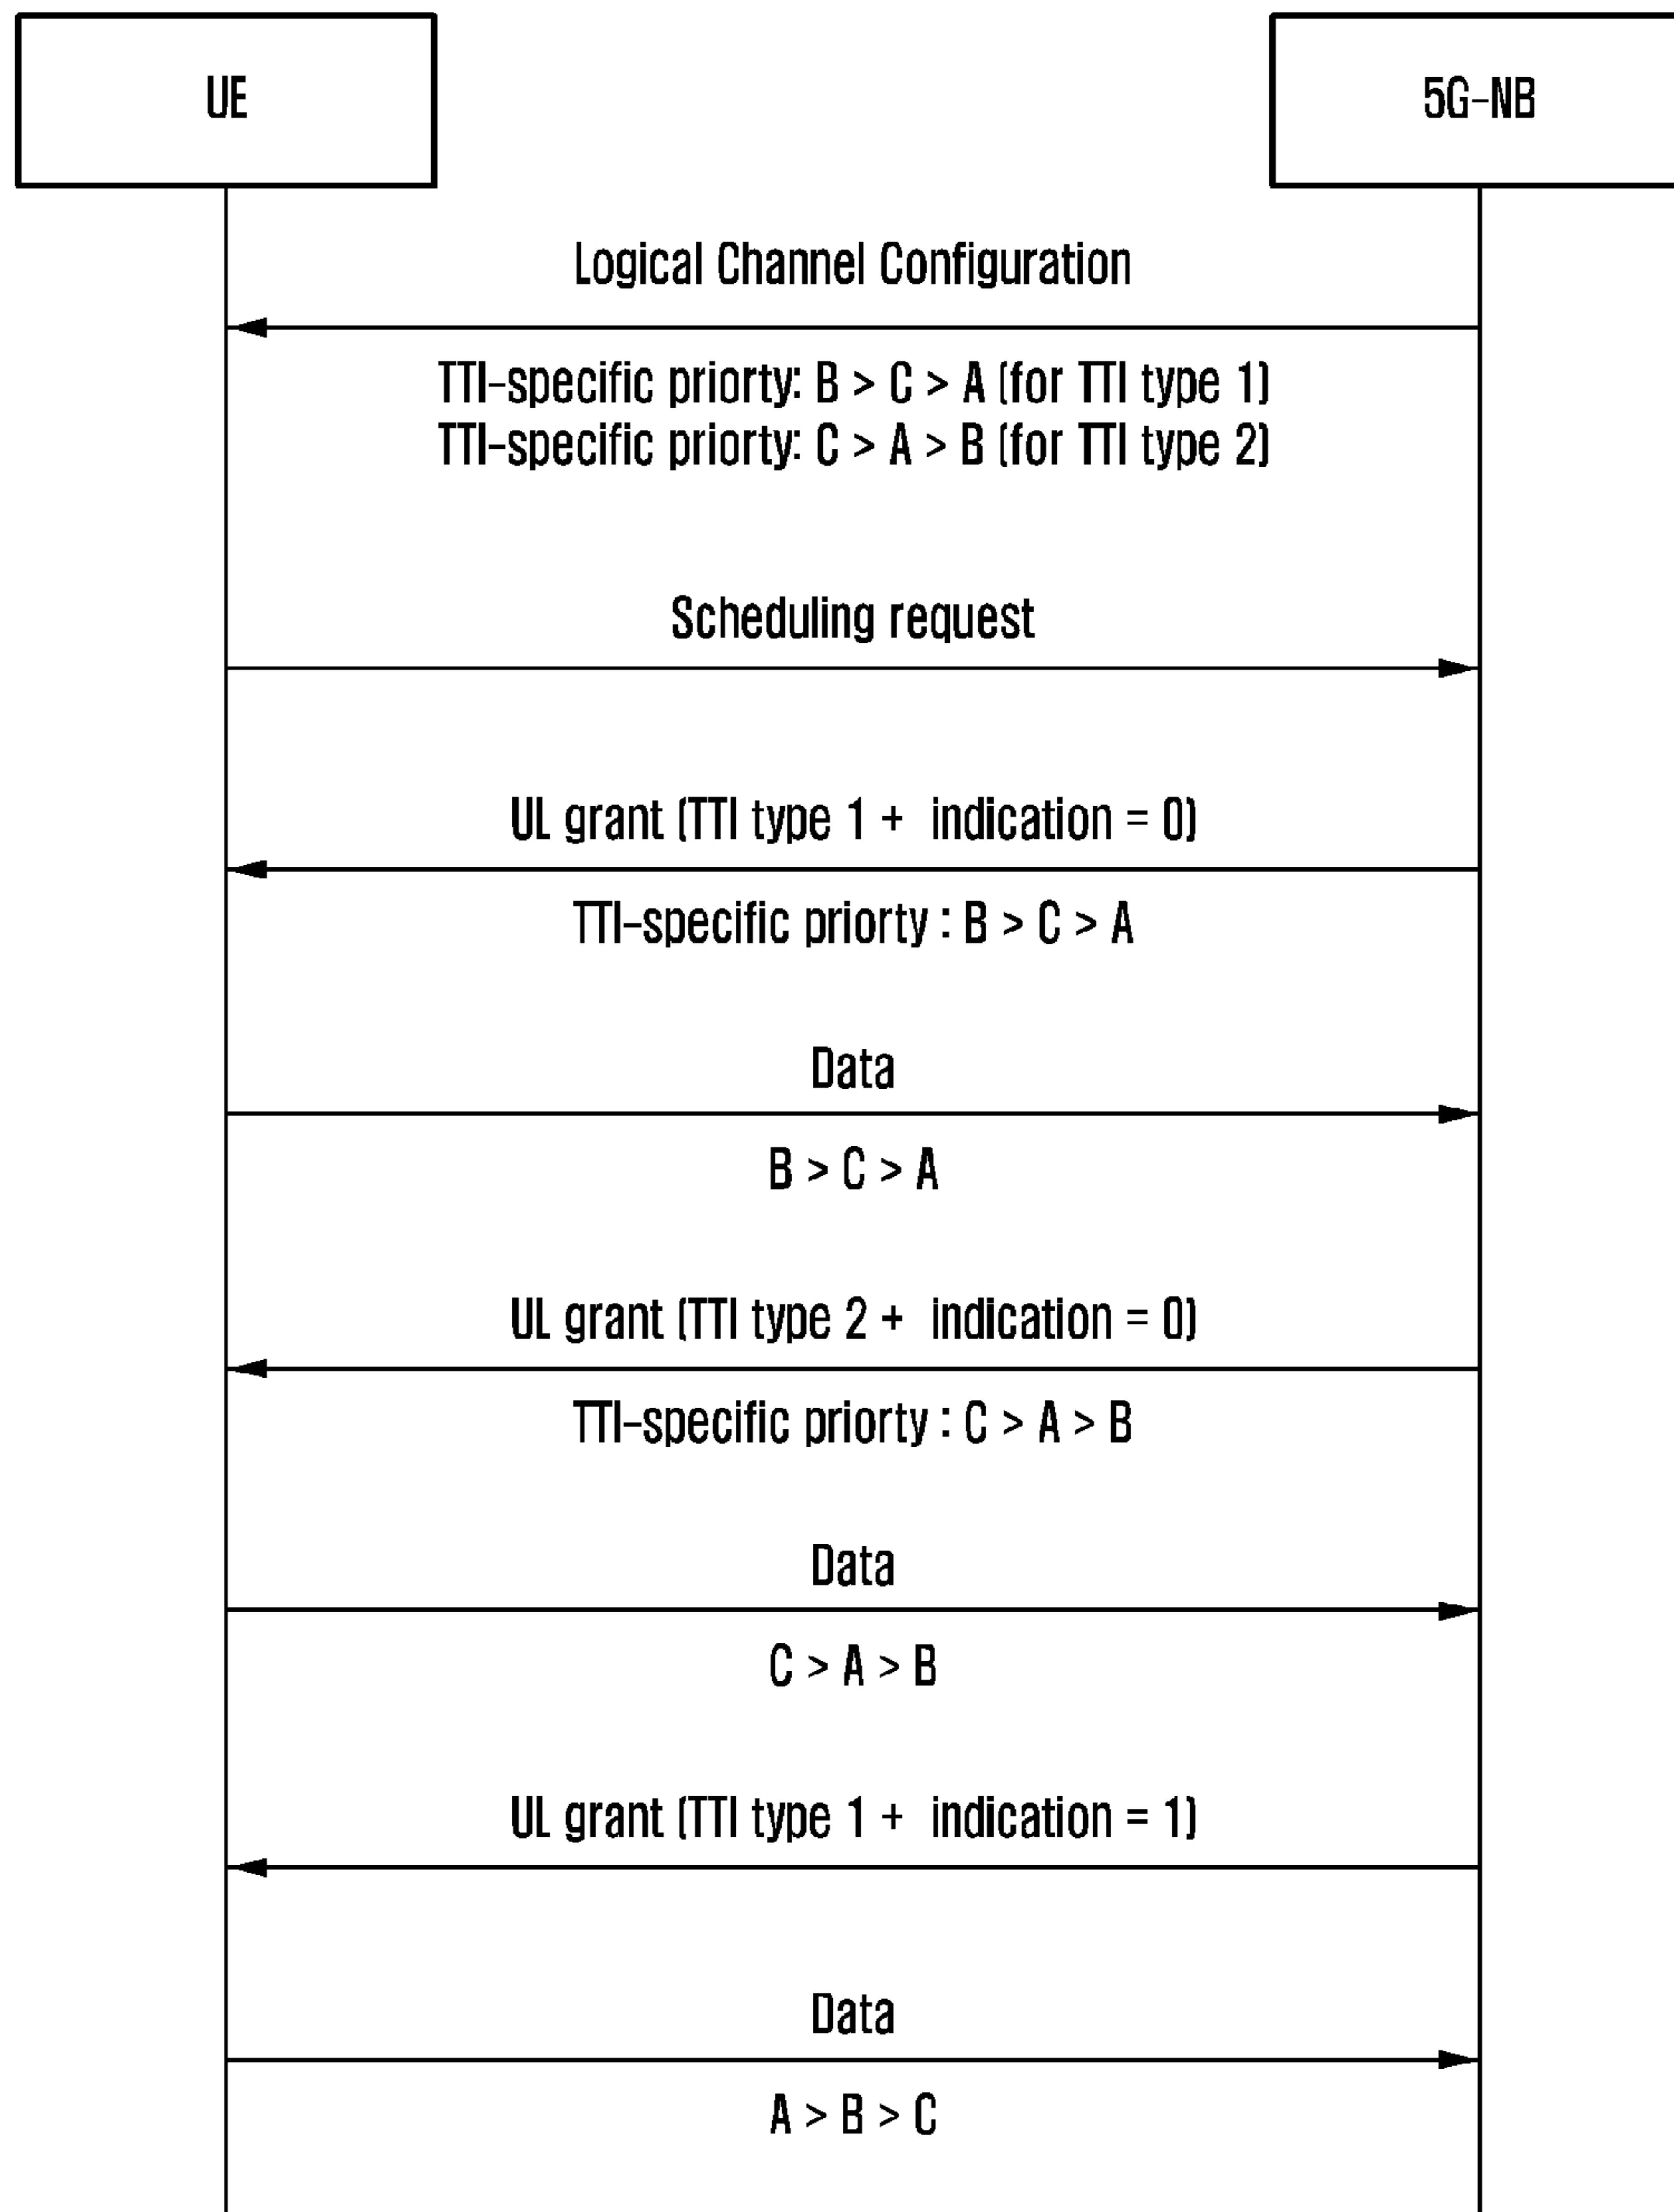 UE
5G-NB
Logical Channel Configuration
TTI-specific priorty: B > C > A (for TTI type 1)
TTI-specific priorty: C > A > B (for TTI type 2)
Scheduling request
UL grant (TTI type 1 + indication = 0)
TTI-specific priorty : B > C > A
Data
B > C > A
UL grant (TTI type 2 + indication = 0)
TTI-specific priorty : C > A > B
Data
C > A > B
UL grant (TTI type 1 + indication = 1)
Data
A > B > C